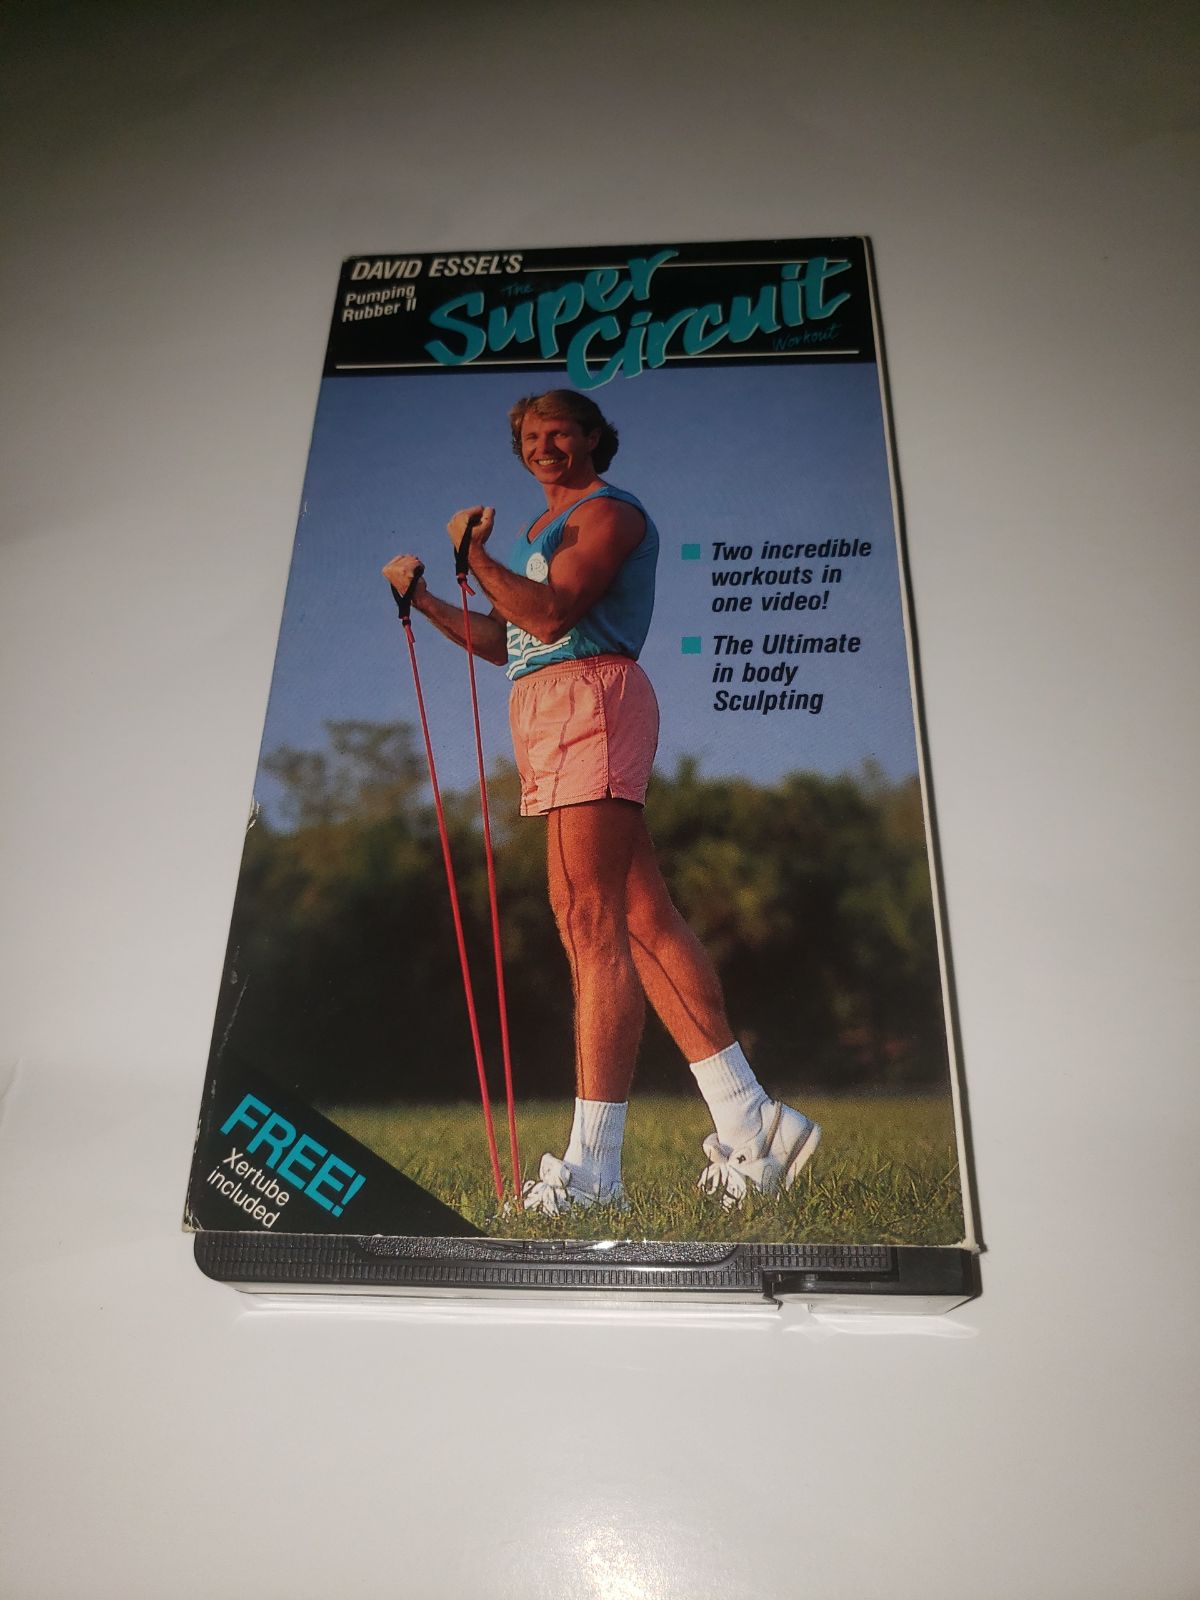 DAVID ESSEL'S
Pumping
Rubber II
The
Super
Circuit
Workout
Two incredible
workouts in
one video!
The Ultimate
in body
Sculpting
FREE!
Xertube
included